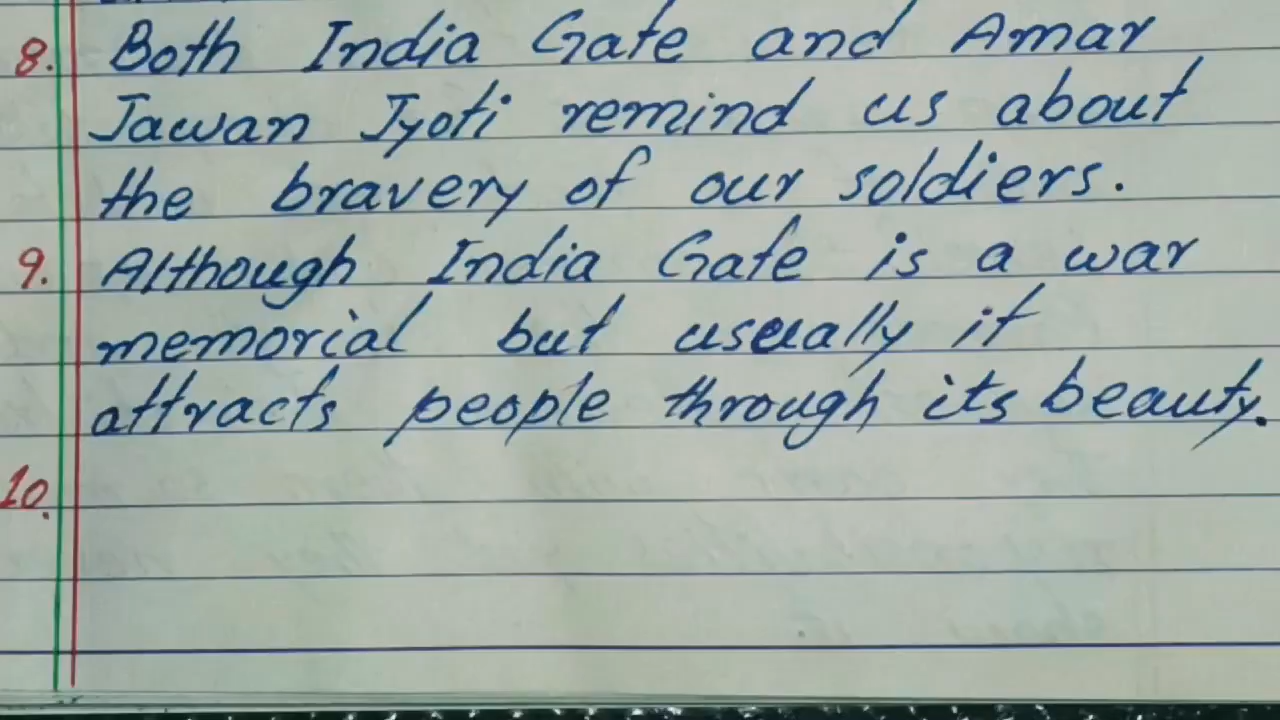 8. Both India Gate and Amar
Jawan Jyoti remind us about
the bravery of our soldiers.
9. Although India Gate is a war
memorial but usually it
attracts people through its beauty.
10.